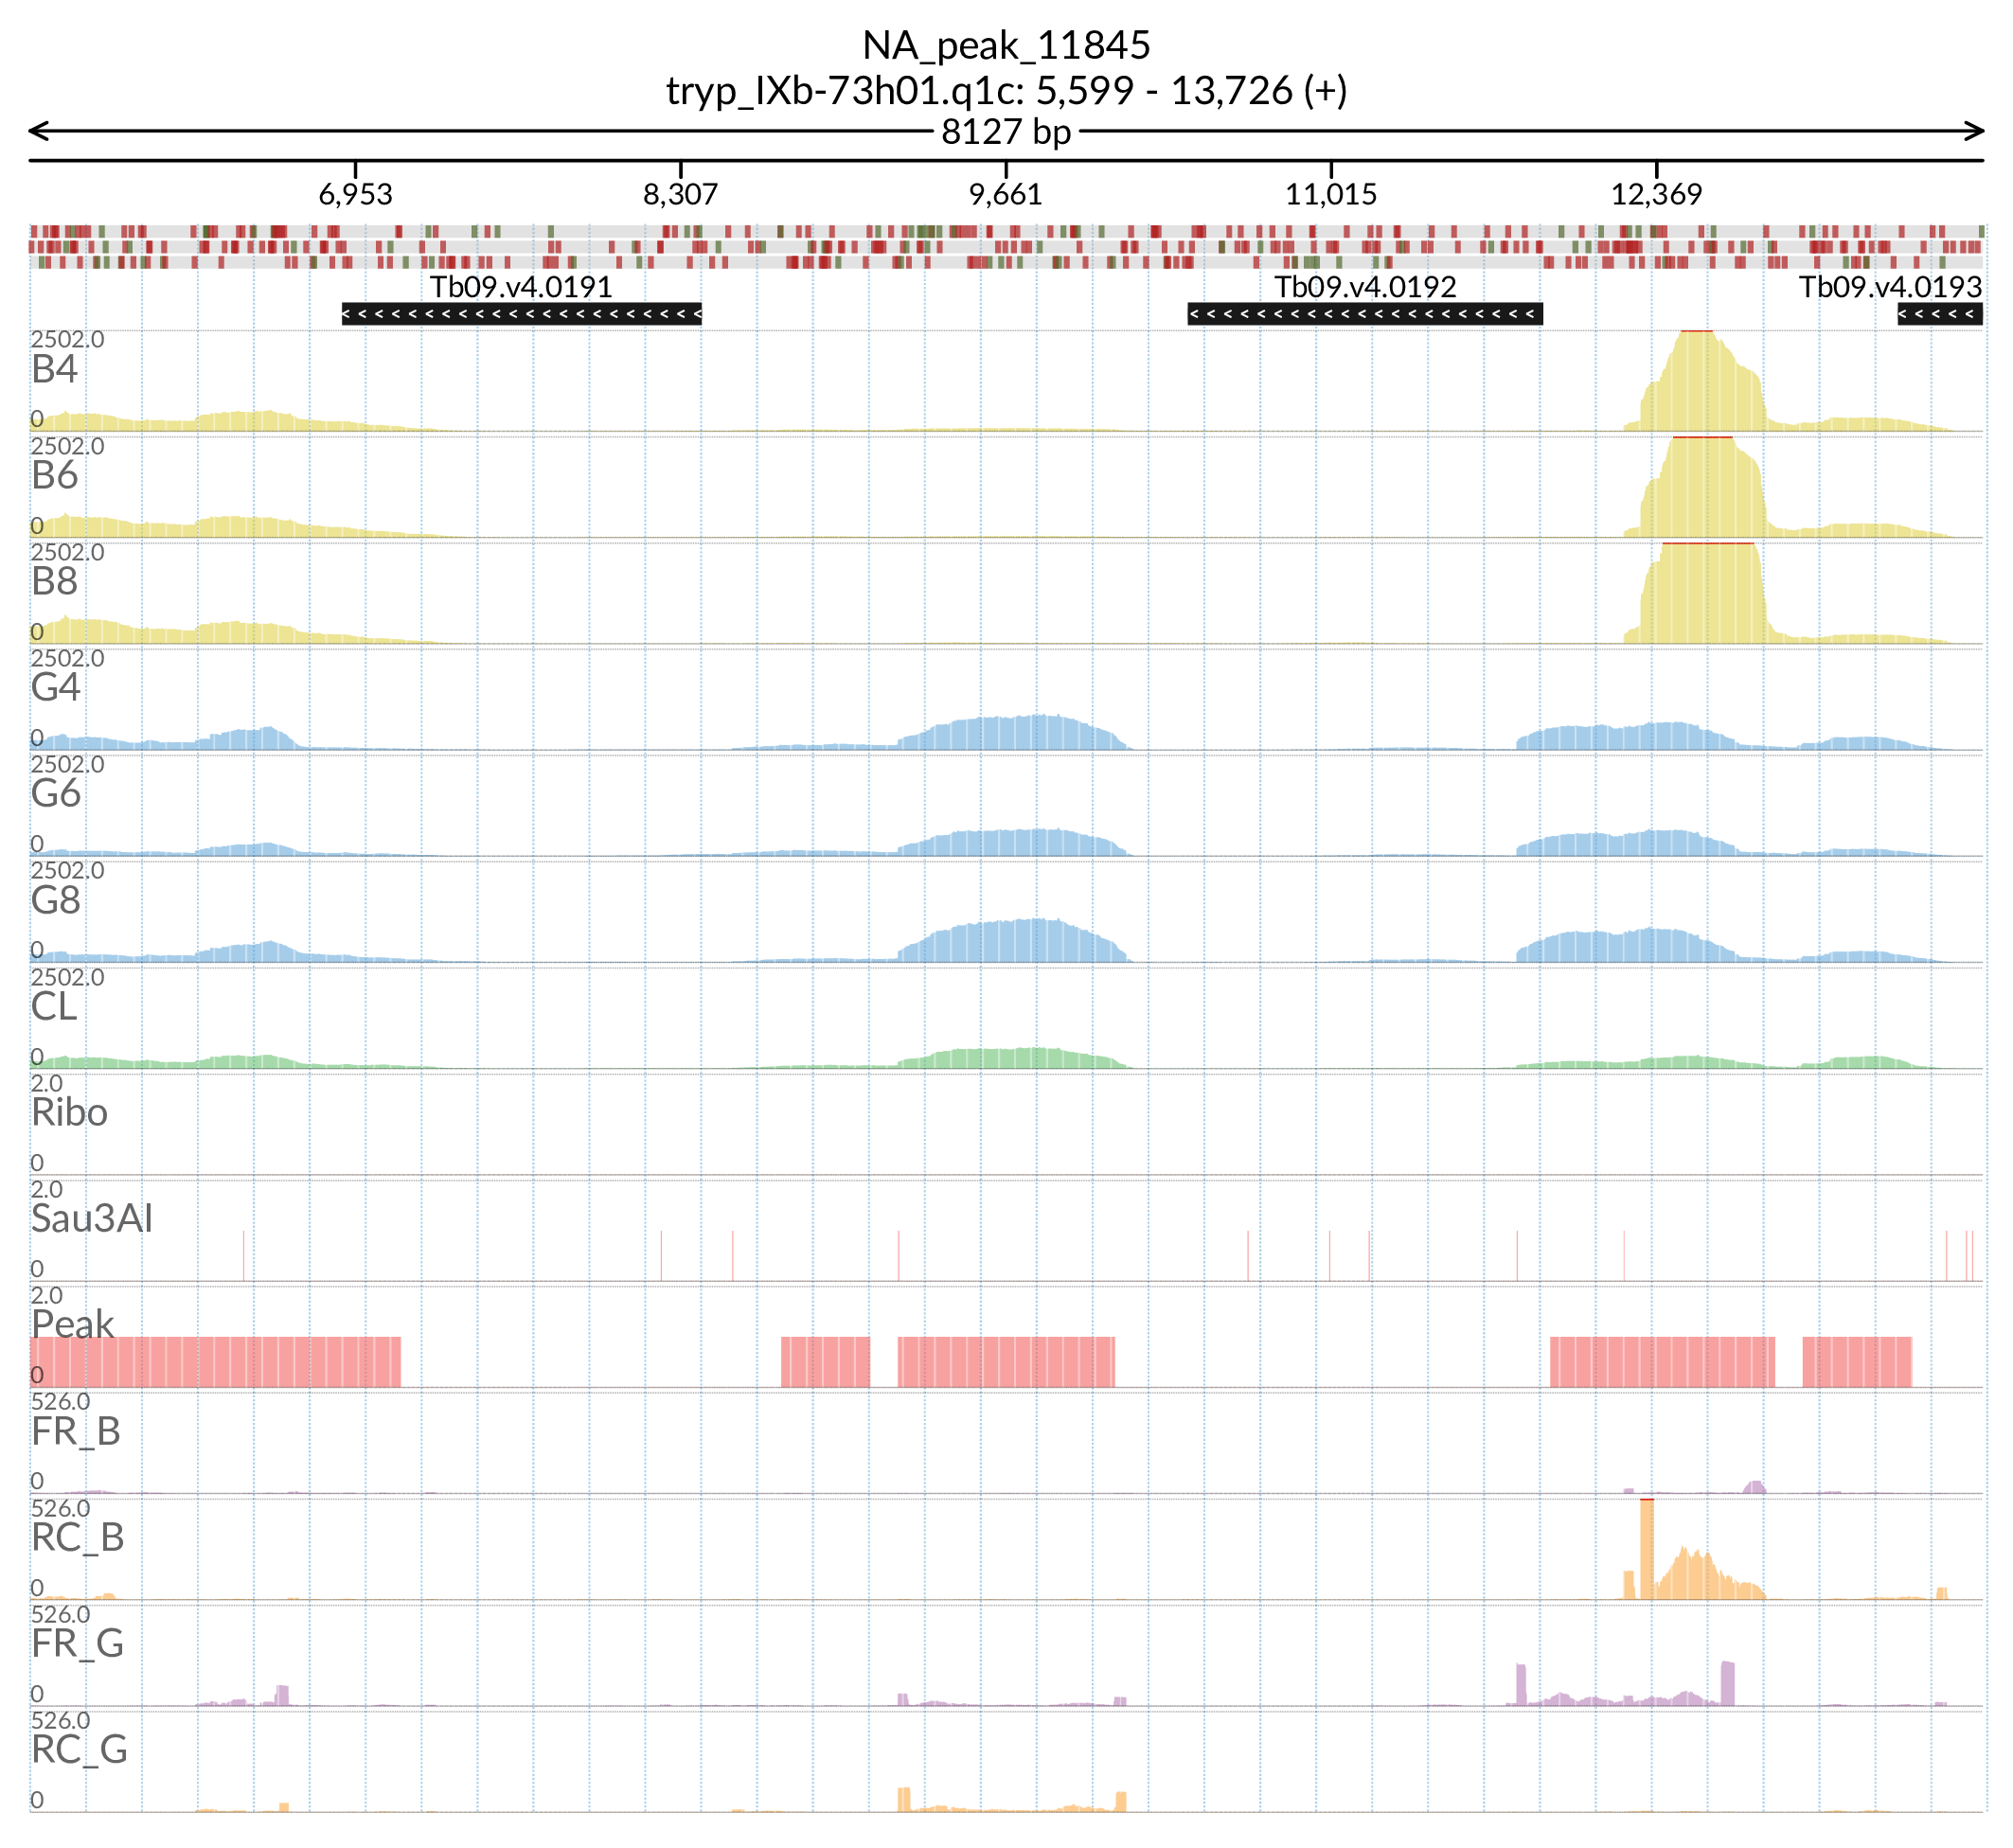 NA_peak_11845
tryp_IXb-73h01.q1c: 5,599 - 13,726 (+)
8127 bp
6,953 8,307 9,661 11,015 12,369
Tb09.v4.0191 Tb09.v4.0192 Tb09.v4.0193
2502.0
B4
0
2502.0
B6
0
2502.0
B8
0
2502.0
G4
0
2502.0
G6
0
2502.0
G8
0
2502.0
CL
0
2.0
Ribo
0
2.0
Sau3AI
0
2.0
Peak
0
526.0
FR_B
0
526.0
RC_B
0
526.0
FR_G
0
526.0
RC_G
0